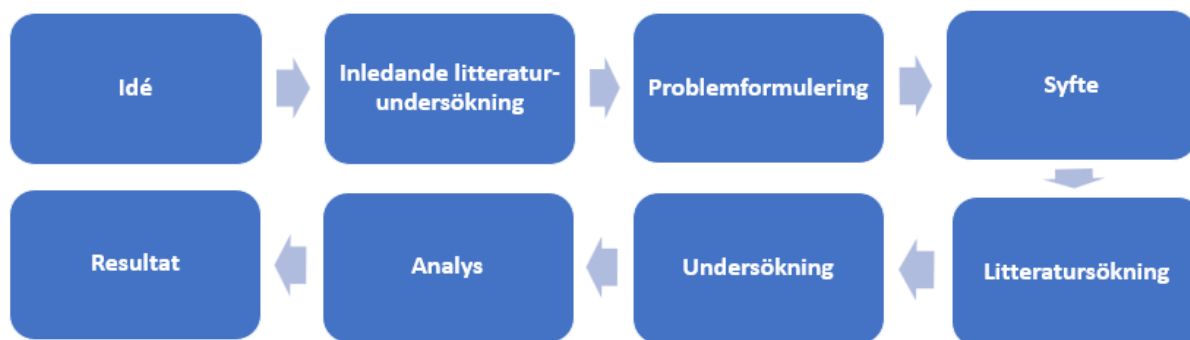 Idé
Inledande litteratur-
undersökning
Problemformulering
Syfte
Litteratursökning
Undersökning
Analys
Resultat